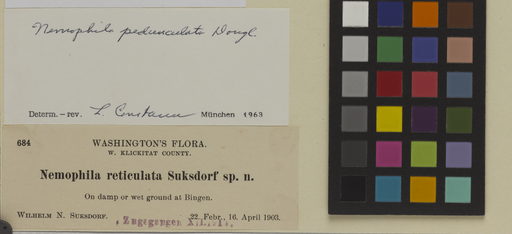 Nemophila pedunculata Dougl.
Determ. – rev. L. Constance München 1963
684 WASHINGTON'S FLORA.
W. KLICKITAT COUNTY.
Nemophila reticulata Suksdorf sp. n.
On damp or wet ground at Bingen.
WILHELM N. SUKSDORF. 22. Febr., 16. April 1903.
Zugegangen